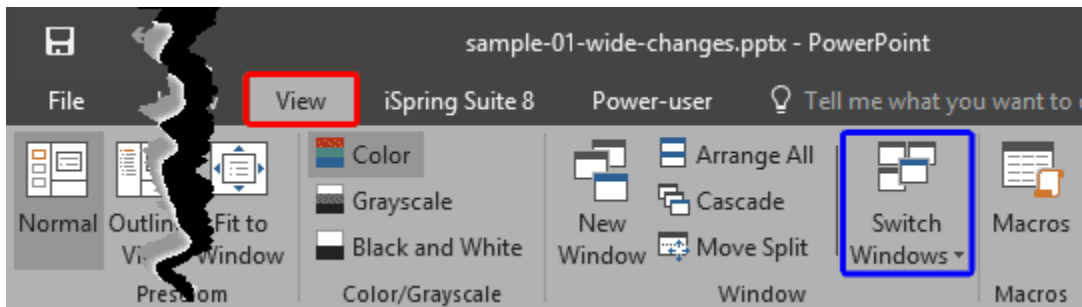 sample-01-wide-changes.pptx - PowerPoint
File View iSpring Suite 8 Power-user Tell me what you want to
Normal
Fit to
Window
Color
Grayscale
Black and White
Color/Grayscale
New
Window
Arrange All
Cascade
Move Split
Switch
Windows
Window
Macros
Macros